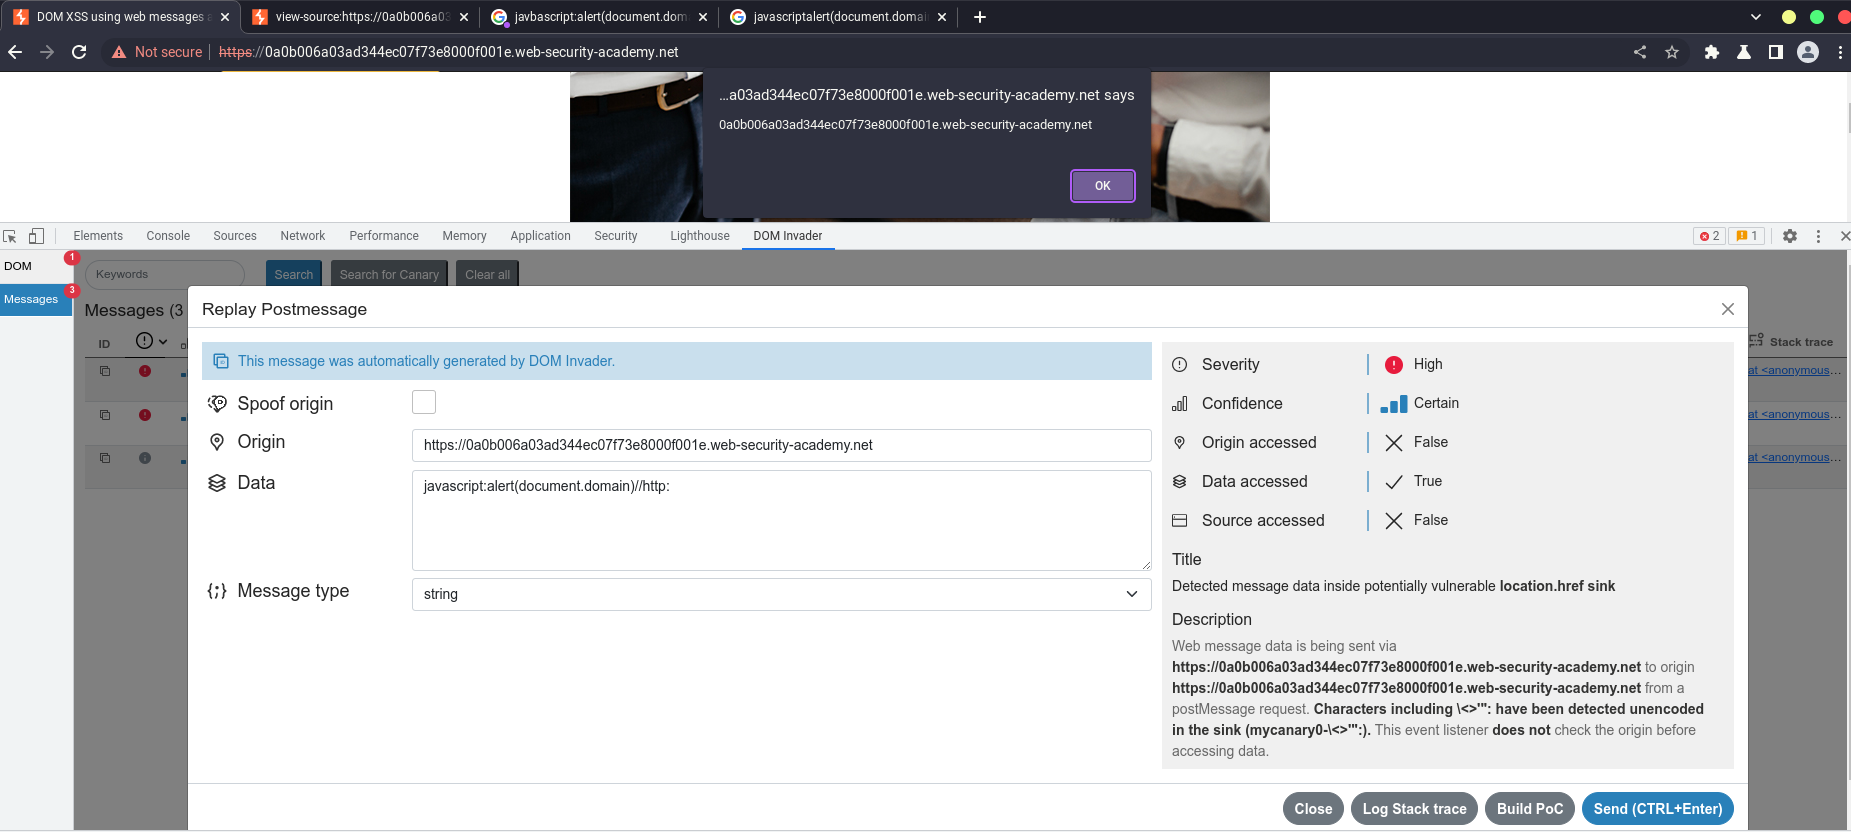 DOM XSS using web messages a
view-source:https://0a0b006a03
javbascript:alert(document.dom
javascriptalert(document.domai
Not secure
https://0a0b006a03ad344ec07f73e8000f001e.web-security-academy.net
...a03ad344ec07f73e8000f001e.web-security-academy.net says
0a0b006a03ad344ec07f73e8000f001e.web-security-academy.net
OK
Elements Console Sources Network Performance Memory Application Security Lighthouse DOM Invader
2 1
DOM 1
Messages 3
Keywords Search Search for Canary Clear all
Messages (3
ID
Stack trace
at <anonymous...
at <anonymous...
at <anonymous...
Replay Postmessage
This message was automatically generated by DOM Invader.
Spoof origin
Origin https://0a0b006a03ad344ec07f73e8000f001e.web-security-academy.net
Data javascript:alert(document.domain)//http:
Message type string
Severity High
Confidence Certain
Origin accessed False
Data accessed True
Source accessed False
Title
Detected message data inside potentially vulnerable location.href sink
Description
Web message data is being sent via
https://0a0b006a03ad344ec07f73e8000f001e.web-security-academy.net to origin
https://0a0b006a03ad344ec07f73e8000f001e.web-security-academy.net from a
postMessage request. Characters including \<>'": have been detected unencoded
in the sink (mycanary0-\<>'":). This event listener does not check the origin before
accessing data.
Close Log Stack trace Build PoC Send (CTRL+Enter)